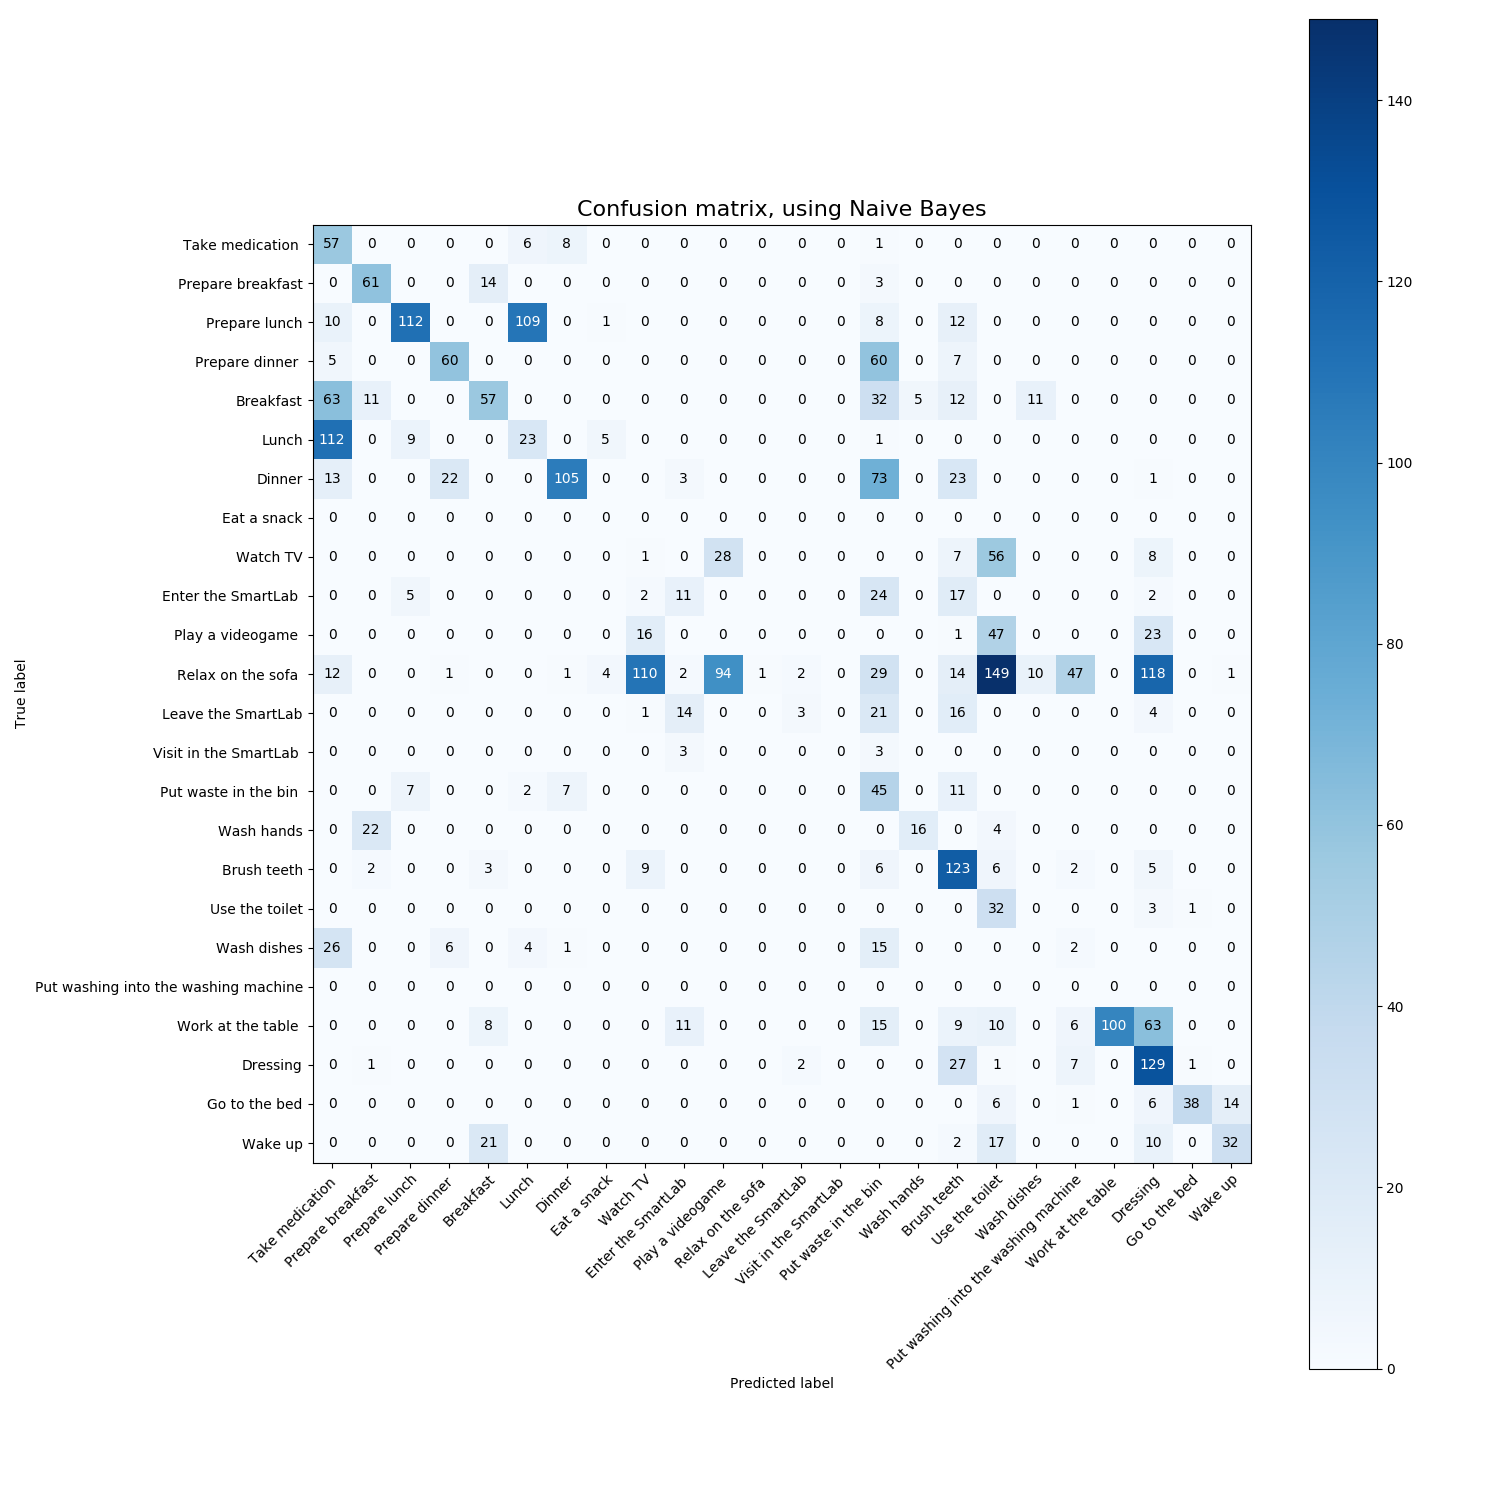 Confusion matrix, using Naive Bayes
Take medication 57 0 0 0 0 6 8 0 0 0 0 0 0 0 1 0 0 0 0 0 0 0 0 0
Prepare breakfast 0 61 0 0 14 0 0 0 0 0 0 0 0 0 3 0 0 0 0 0 0 0 0 0
Prepare lunch 10 0 112 0 0 109 0 1 0 0 0 0 0 0 8 0 12 0 0 0 0 0 0 0
Prepare dinner 5 0 0 60 0 0 0 0 0 0 0 0 0 0 60 0 7 0 0 0 0 0 0 0
Breakfast 63 11 0 0 57 0 0 0 0 0 0 0 0 0 32 5 12 0 11 0 0 0 0 0
Lunch 112 0 9 0 0 23 0 5 0 0 0 0 0 0 1 0 0 0 0 0 0 0 0 0
Dinner 13 0 0 22 0 0 105 0 0 3 0 0 0 0 73 0 23 0 0 0 0 1 0 0
Eat a snack 0 0 0 0 0 0 0 0 0 0 0 0 0 0 0 0 0 0 0 0 0 0 0 0
Watch TV 0 0 0 0 0 0 0 0 1 0 28 0 0 0 0 0 7 56 0 0 0 8 0 0
Enter the SmartLab 0 0 5 0 0 0 0 0 2 11 0 0 0 0 24 0 17 0 0 0 0 2 0 0
Play a videogame 0 0 0 0 0 0 0 0 16 0 0 0 0 0 0 0 1 47 0 0 0 23 0 0
Relax on the sofa 12 0 0 1 0 0 1 4 110 2 94 1 2 0 29 0 14 149 10 47 0 118 0 1
Leave the SmartLab 0 0 0 0 0 0 0 0 1 14 0 0 3 0 21 0 16 0 0 0 0 4 0 0
Visit in the SmartLab 0 0 0 0 0 0 0 0 0 3 0 0 0 0 3 0 0 0 0 0 0 0 0 0
Put waste in the bin 0 0 7 0 0 2 7 0 0 0 0 0 0 0 45 0 11 0 0 0 0 0 0 0
Wash hands 0 22 0 0 0 0 0 0 0 0 0 0 0 0 0 16 0 4 0 0 0 0 0 0
Brush teeth 0 2 0 0 3 0 0 0 9 0 0 0 0 0 6 0 123 6 0 2 0 5 0 0
Use the toilet 0 0 0 0 0 0 0 0 0 0 0 0 0 0 0 0 0 32 0 0 0 3 1 0
Wash dishes 26 0 0 6 0 4 1 0 0 0 0 0 0 0 15 0 0 0 0 2 0 0 0 0
Put washing into the washing machine 0 0 0 0 0 0 0 0 0 0 0 0 0 0 0 0 0 0 0 0 0 0 0 0
Work at the table 0 0 0 0 8 0 0 0 0 11 0 0 0 0 15 0 9 10 0 6 100 63 0 0
Dressing 0 1 0 0 0 0 0 0 0 0 0 0 2 0 0 0 27 1 0 7 0 129 1 0
Go to the bed 0 0 0 0 0 0 0 0 0 0 0 0 0 0 0 0 0 6 0 1 0 6 38 14
Wake up 0 0 0 0 21 0 0 0 0 0 0 0 0 0 0 0 2 17 0 0 0 10 0 32
True label
Take medication
Prepare breakfast
Prepare lunch
Prepare dinner
Breakfast
Lunch
Dinner
Eat a snack
Watch TV
Enter the SmartLab
Play a videogame
Relax on the sofa
Leave the SmartLab
Visit in the SmartLab
Put waste in the bin
Wash hands
Brush teeth
Use the toilet
Wash dishes
Put washing into the washing machine
Work at the table
Dressing
Go to the bed
Wake up
Predicted label
140
120
100
80
60
40
20
0